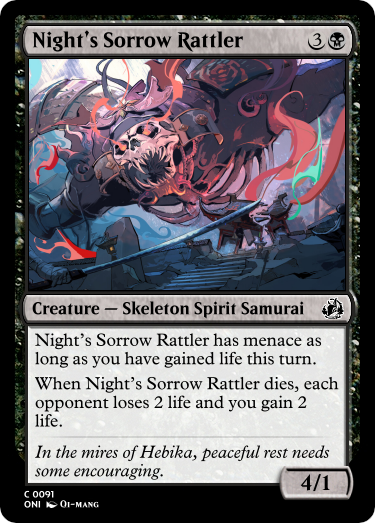 Night's Sorrow Rattler 3
Creature — Skeleton Spirit Samurai
Night's Sorrow Rattler has menace as
long as you have gained life this turn.
When Night's Sorrow Rattler dies, each
opponent loses 2 life and you gain 2
life.
In the mires of Hebika, peaceful rest needs
some encouraging.
4/1
C 0091
ONI Oi-mang